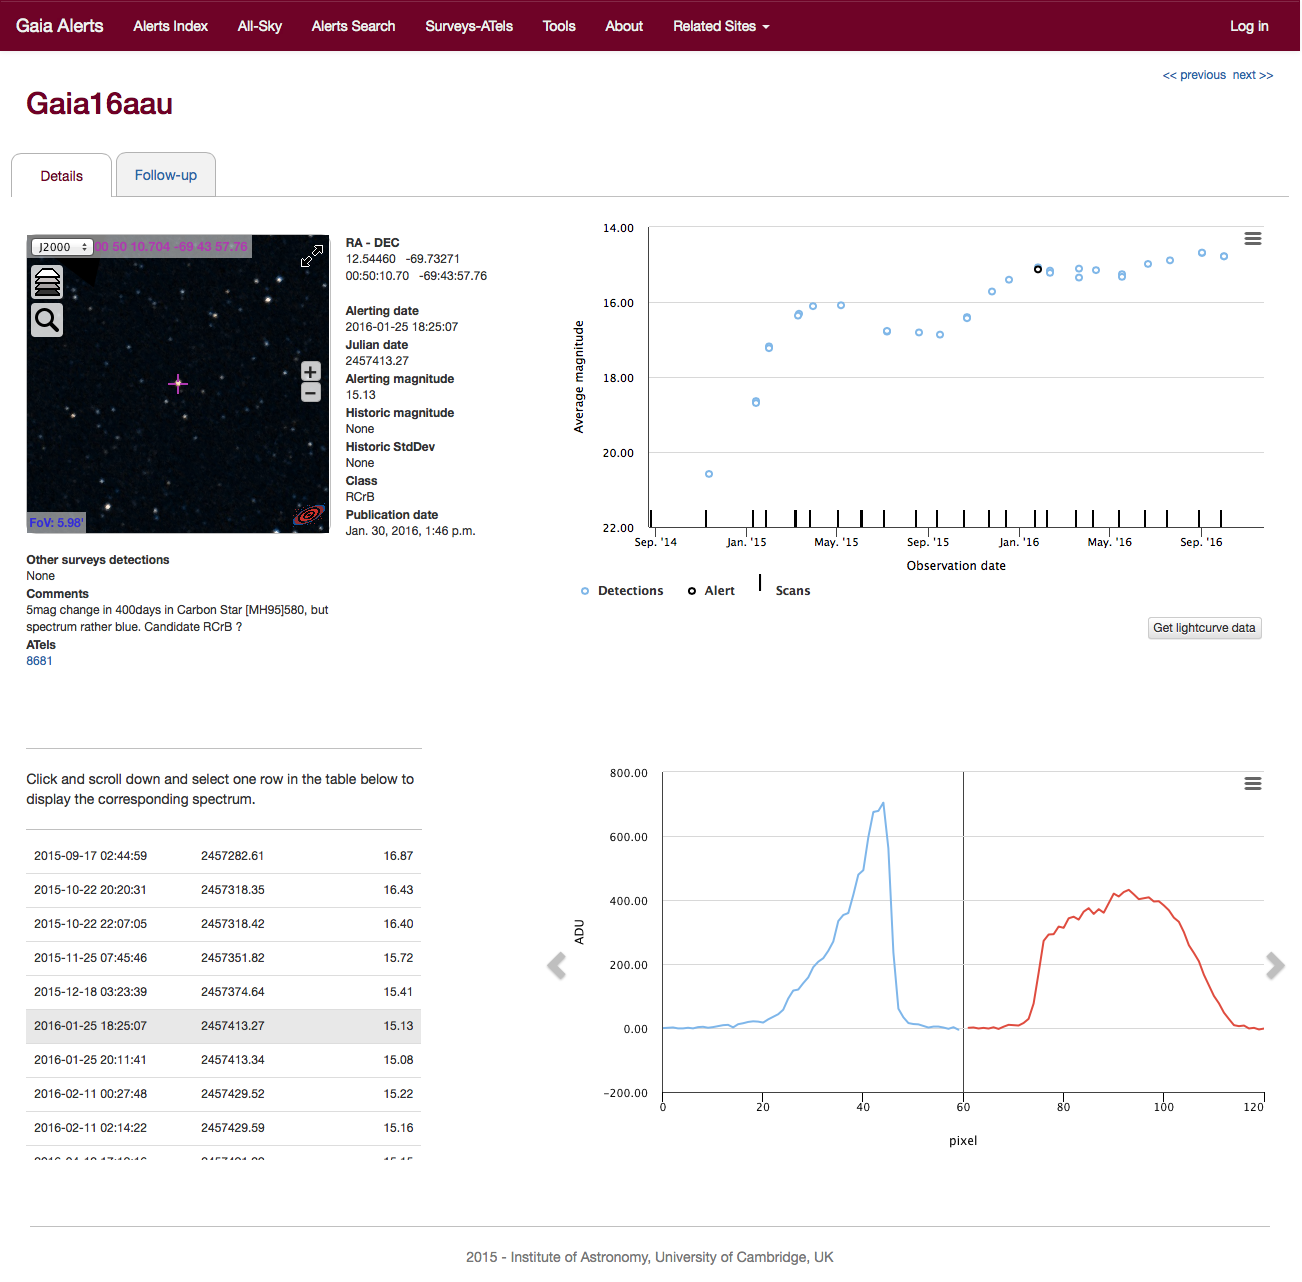 Gaia Alerts Alerts Index All-Sky Alerts Search Surveys-ATels Tools About Related Sites Log in
<< previous next >>
Gaia16aau
Details Follow-up
J2000 00 50 10.704 -69 43 57.76
FoV: 5.98'
RA - DEC
12.54460 -69.73271
00:50:10.70 -69:43:57.76
Alerting date
2016-01-25 18:25:07
Julian date
2457413.27
Alerting magnitude
15.13
Historic magnitude
None
Historic StdDev
None
Class
RCrB
Publication date
Jan. 30, 2016, 1:46 p.m.
Other surveys detections
None
Comments
5mag change in 400days in Carbon Star [MH95]580, but
spectrum rather blue. Candidate RCrB ?
ATels
8681
14.00
16.00
18.00
20.00
22.00
Average magnitude
Sep. '14 Jan. '15 May. '15 Sep. '15 Jan. '16 May. '16 Sep. '16
Observation date
Detections Alert Scans
Get lightcurve data
Click and scroll down and select one row in the table below to
display the corresponding spectrum.
2015-09-17 02:44:59 2457282.61 16.87
2015-10-22 20:20:31 2457318.35 16.43
2015-10-22 22:07:05 2457318.42 16.40
2015-11-25 07:45:46 2457351.82 15.72
2015-12-18 03:23:39 2457374.64 15.41
2016-01-25 18:25:07 2457413.27 15.13
2016-01-25 20:11:41 2457413.34 15.08
2016-02-11 00:27:48 2457429.52 15.22
2016-02-11 02:14:22 2457429.59 15.16
800.00
600.00
400.00
200.00
0.00
-200.00
ADU
0 20 40 60 80 100 120
pixel
2015 - Institute of Astronomy, University of Cambridge, UK